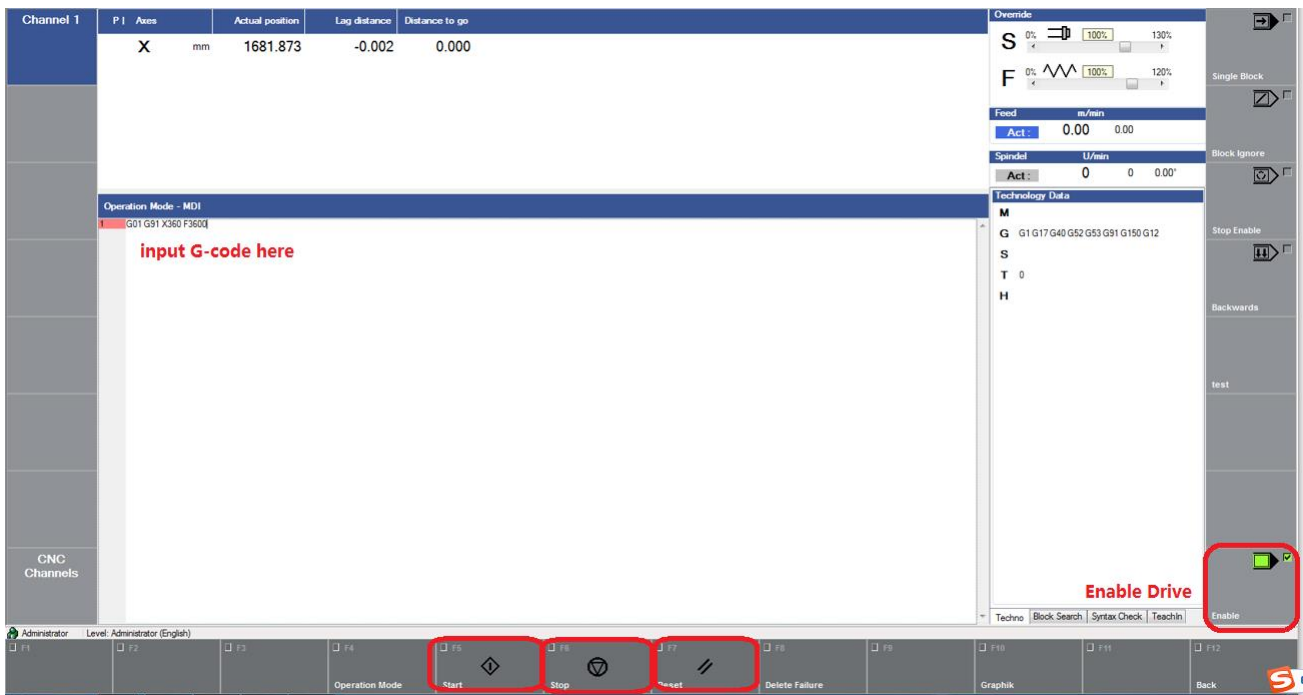 Channel 1
P I Axes Actual position Lag distance Distance to go
X mm 1681.873 -0.002 0.000
Override
S 0% 100% 130%
F 0% 100% 120%
Feed m/min
Act : 0.00 0.00
Spindel U/min
Act : 0 0 0.00°
Technology Data
M
G G1 G17 G40 G52 G53 G91 G150 G12
S
T 0
H
Operation Mode - MDI
1 G01 G91 X360 F3600
input G-code here
Single Block
Block Ignore
Stop Enable
Backwards
test
CNC
Channels
Enable Drive
Enable
Techno Block Search Syntax Check TeachIn
Administrator Level: Administrator (English)
F1 F2 F3 F4 F5 F6 F7 F8 F9 F10 F11 F12
Operation Mode Start Stop Reset Delete Failure Graphik Back
S